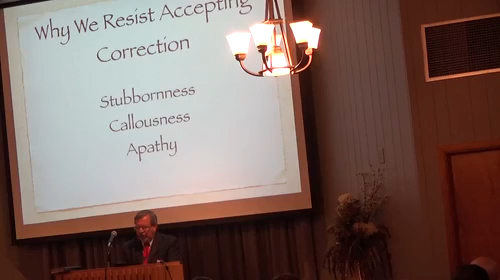 Why We Resist Accepting
Correction
Stubbornness
Callousness
Apathy